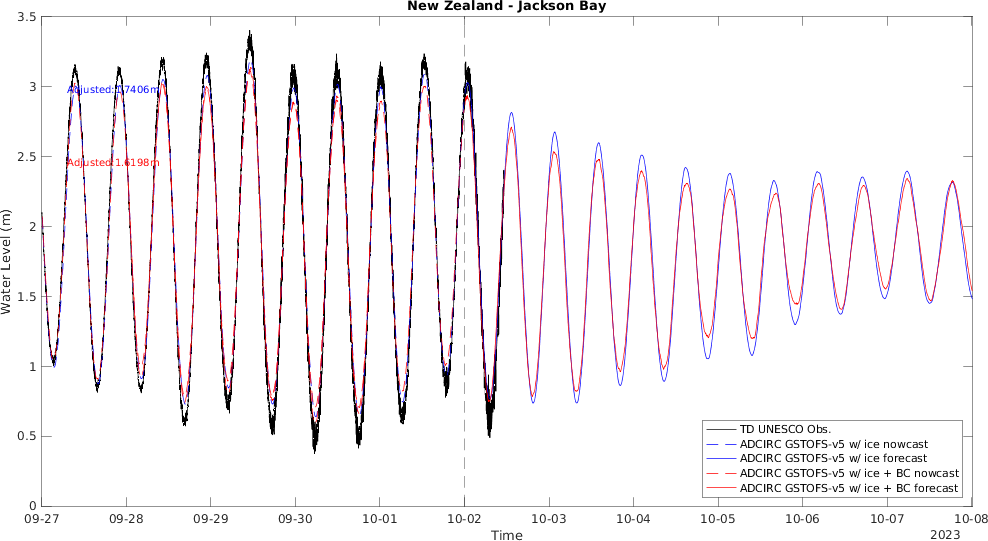 New Zealand - Jackson Bay
3.5
3
2.5
2
1.5
1
0.5
0
Water Level (m)
Adjusted:1.6198m
TD UNESCO Obs.
ADCIRC GSTOFS-v5 w/ ice nowcast
ADCIRC GSTOFS-v5 w/ ice forecast
ADCIRC GSTOFS-v5 w/ ice + BC nowcast
ADCIRC GSTOFS-v5 w/ ice + BC forecast
09-27 09-28 09-29 09-30 10-01 10-02 10-03 10-04 10-05 10-06 10-07 10-08
Time
2023